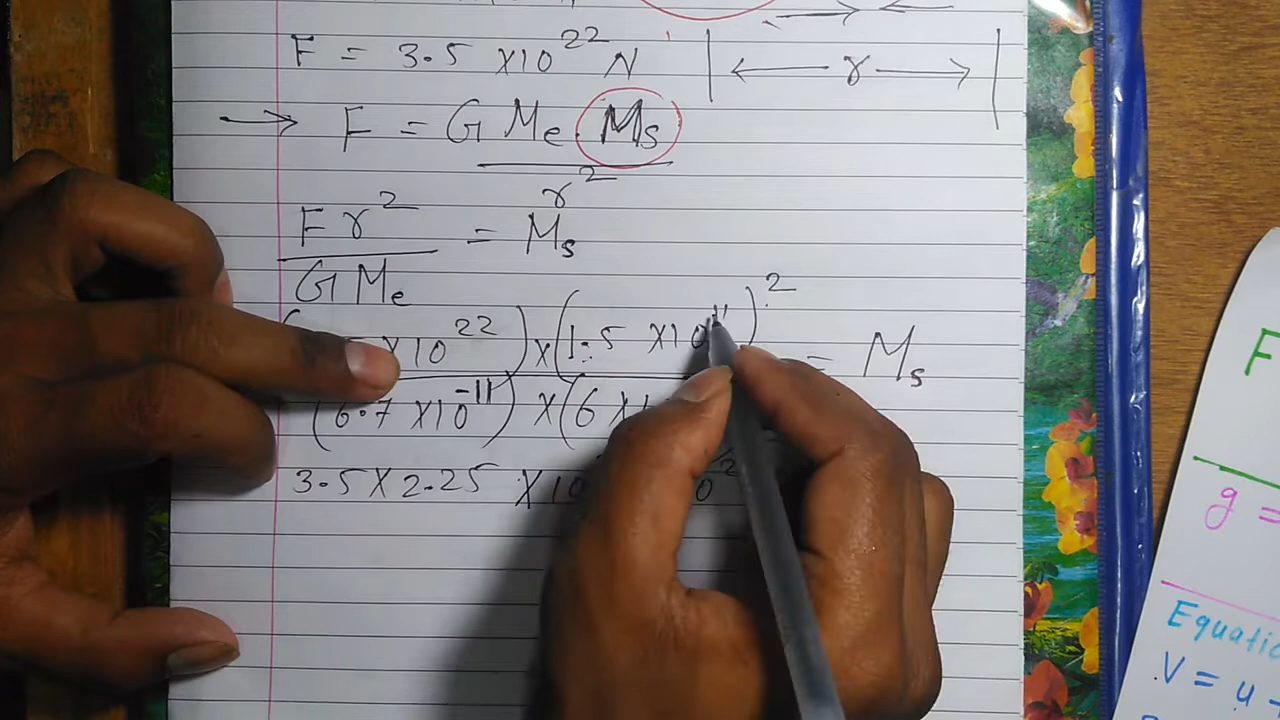 F = 3.5 X10²² N
r
F = G Me Ms
r²
F r² = Ms
G Me
X10²²) X (1.5 X10¹¹)² = Ms
(6.7 X10⁻¹¹) X (6 X1
3.5 X 2.25 X10
F
g =
Equatio
V = u +